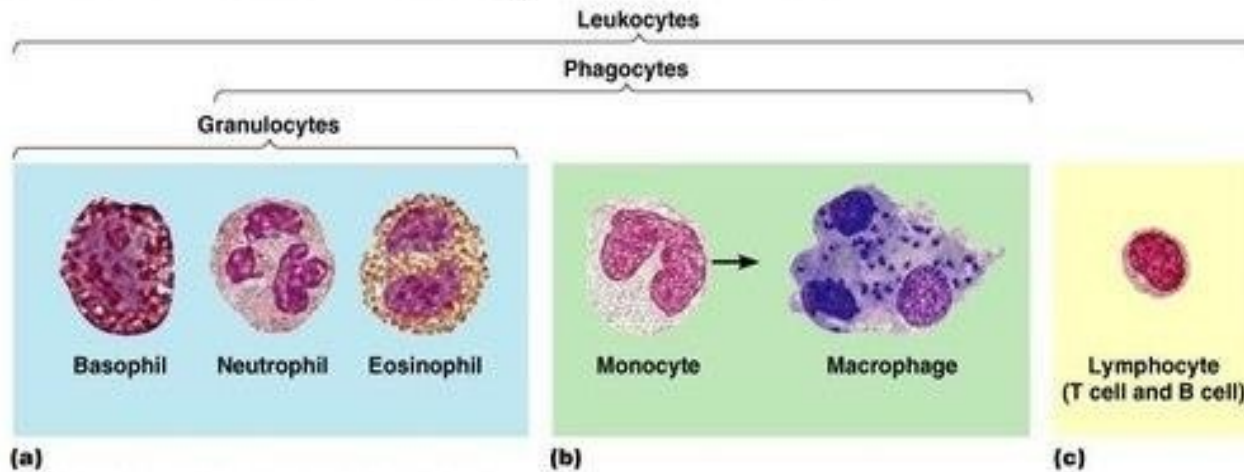 Leukocytes
Phagocytes
Granulocytes
Basophil
Neutrophil
Eosinophil
Monocyte
Macrophage
Lymphocyte
(T cell and B cell)
(a)
(b)
(c)